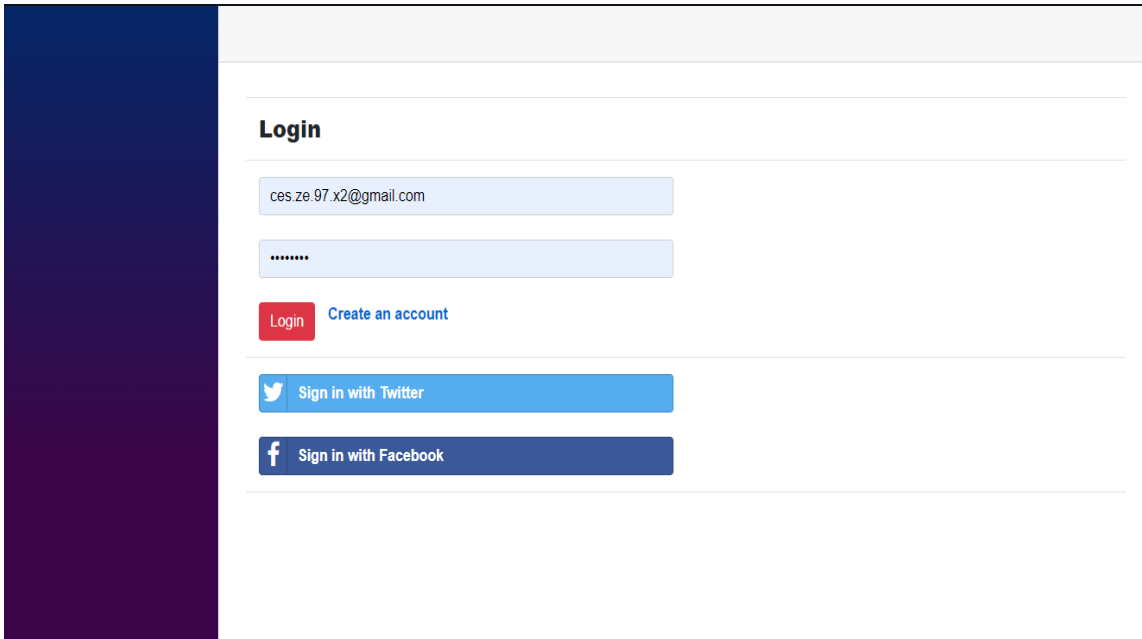 Login
ces.ze.97.x2@gmail.com
••••••••
Login Create an account
Sign in with Twitter
Sign in with Facebook